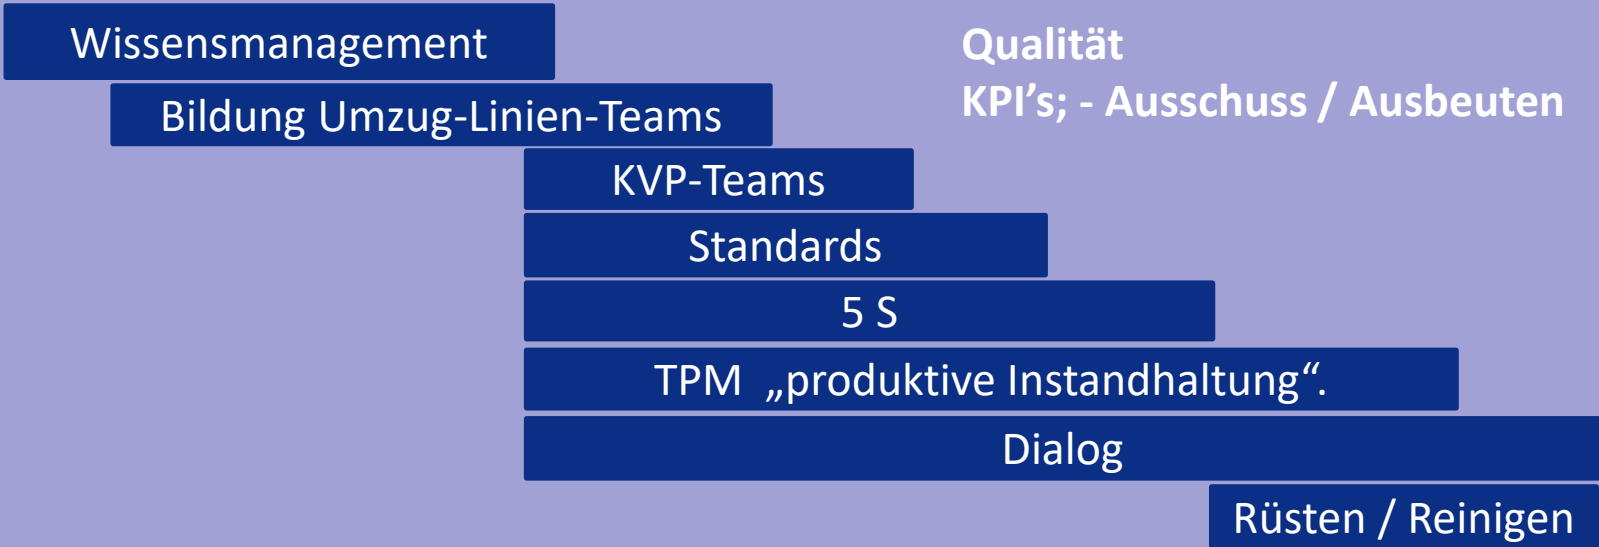 Wissensmanagement
Qualität
KPI's; - Ausschuss / Ausbeuten
Bildung Umzug-Linien-Teams
KVP-Teams
Standards
5 S
TPM „produktive Instandhaltung“.
Dialog
Rüsten / Reinigen